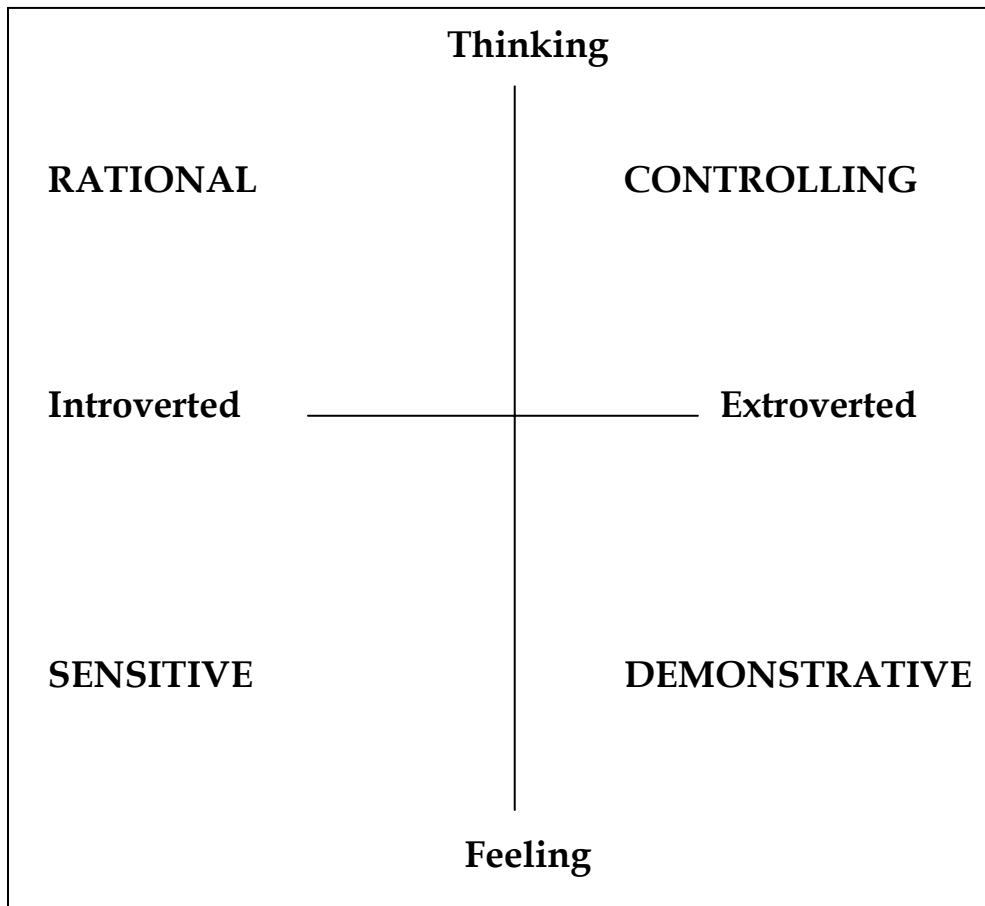 Thinking
RATIONAL CONTROLLING
Introverted Extroverted
SENSITIVE DEMONSTRATIVE
Feeling